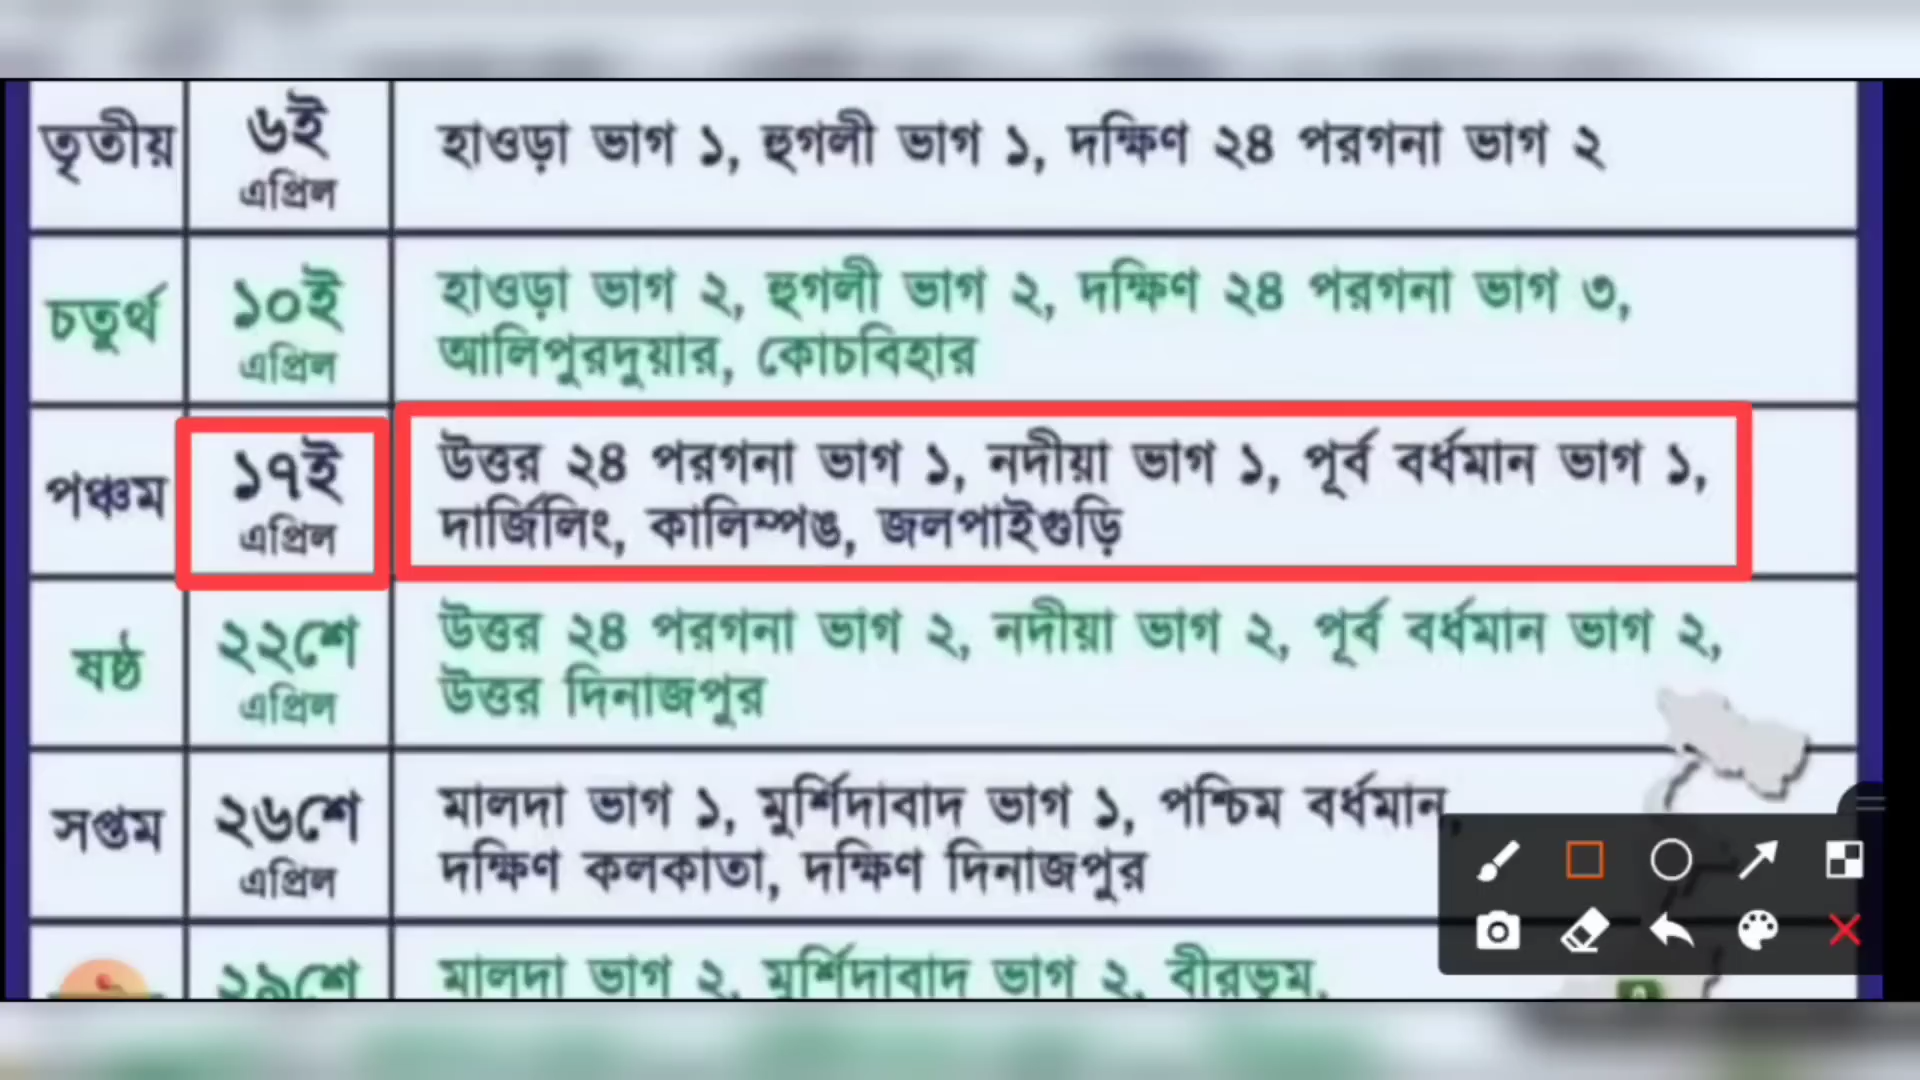 তৃতীয়
৬ই
এপ্রিল
হাওড়া ভাগ ১, হুগলী ভাগ ১, দক্ষিণ ২৪ পরগনা ভাগ ২
চতুর্থ
১০ই
এপ্রিল
হাওড়া ভাগ ২, হুগলী ভাগ ২, দক্ষিণ ২৪ পরগনা ভাগ ৩,
আলিপুরদুয়ার, কোচবিহার
পঞ্চম
১৭ই
এপ্রিল
উত্তর ২৪ পরগনা ভাগ ১, নদীয়া ভাগ ১, পূর্ব বর্ধমান ভাগ ১,
দার্জিলিং, কালিম্পঙ, জলপাইগুড়ি
ষষ্ঠ
২২শে
এপ্রিল
উত্তর ২৪ পরগনা ভাগ ২, নদীয়া ভাগ ২, পূর্ব বর্ধমান ভাগ ২,
উত্তর দিনাজপুর
সপ্তম
২৬শে
এপ্রিল
মালদা ভাগ ১, মুর্শিদাবাদ ভাগ ১, পশ্চিম বর্ধমান,
দক্ষিণ কলকাতা, দক্ষিণ দিনাজপুর
২৯শে
মালদা ভাগ ২, মুর্শিদাবাদ ভাগ ২, বীরভূম,